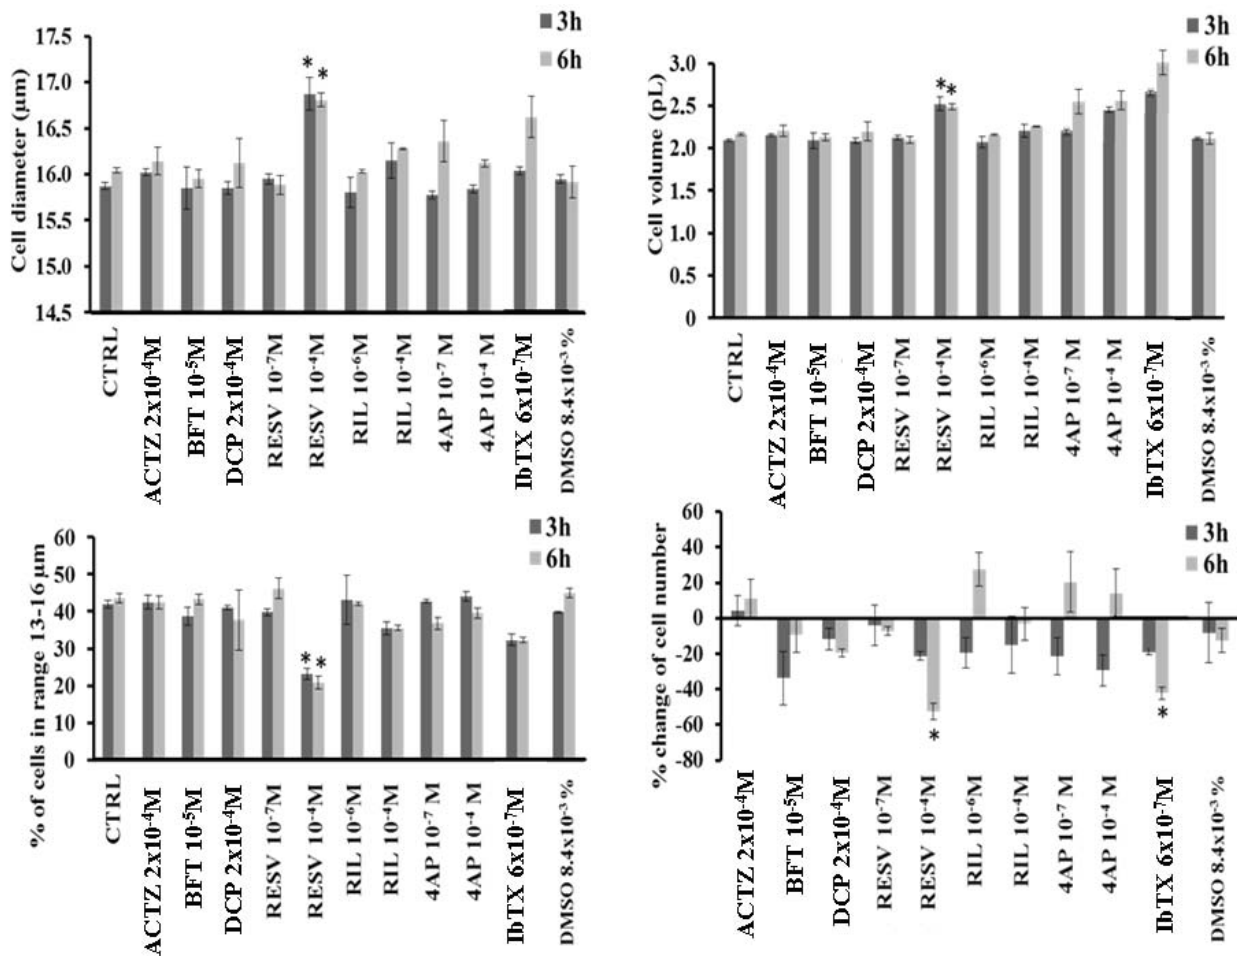 Cell diameter (µm)
17.5
17.0
16.5
16.0
15.5
15.0
14.5
3h
6h
* *
CTRL
ACTZ 2x10⁻⁴M
BFT 10⁻⁵M
DCP 2x10⁻⁴M
RESV 10⁻⁷M
RESV 10⁻⁴M
RIL 10⁻⁶M
RIL 10⁻⁴M
4AP 10⁻⁷ M
4AP 10⁻⁴ M
IbTX 6x10⁻⁷M
DMSO 8.4x10⁻³ %
Cell volume (pL)
3.0
2.5
2.0
1.5
1.0
0.5
0
3h
6h
* *
CTRL
ACTZ 2x10⁻⁴M
BFT 10⁻⁵M
DCP 2x10⁻⁴M
RESV 10⁻⁷M
RESV 10⁻⁴M
RIL 10⁻⁶M
RIL 10⁻⁴M
4AP 10⁻⁷ M
4AP 10⁻⁴ M
IbTX 6x10⁻⁷M
DMSO 8.4x10⁻³ %
% of cells in range 13-16 µm
60
50
40
30
20
10
0
3h
6h
* *
CTRL
ACTZ 2x10⁻⁴M
BFT 10⁻⁵M
DCP 2x10⁻⁴M
RESV 10⁻⁷M
RESV 10⁻⁴M
RIL 10⁻⁶M
RIL 10⁻⁴M
4AP 10⁻⁷ M
4AP 10⁻⁴ M
IbTX 6x10⁻⁷M
DMSO 8.4x10⁻³ %
% change of cell number
60
40
20
0
-20
-40
-60
-80
3h
6h
*
*
ACTZ 2x10⁻⁴M
BFT 10⁻⁵M
DCP 2x10⁻⁴M
RESV 10⁻⁷M
RESV 10⁻⁴M
RIL 10⁻⁶M
RIL 10⁻⁴M
4AP 10⁻⁷ M
4AP 10⁻⁴ M
IbTX 6x10⁻⁷M
DMSO 8.4x10⁻³ %